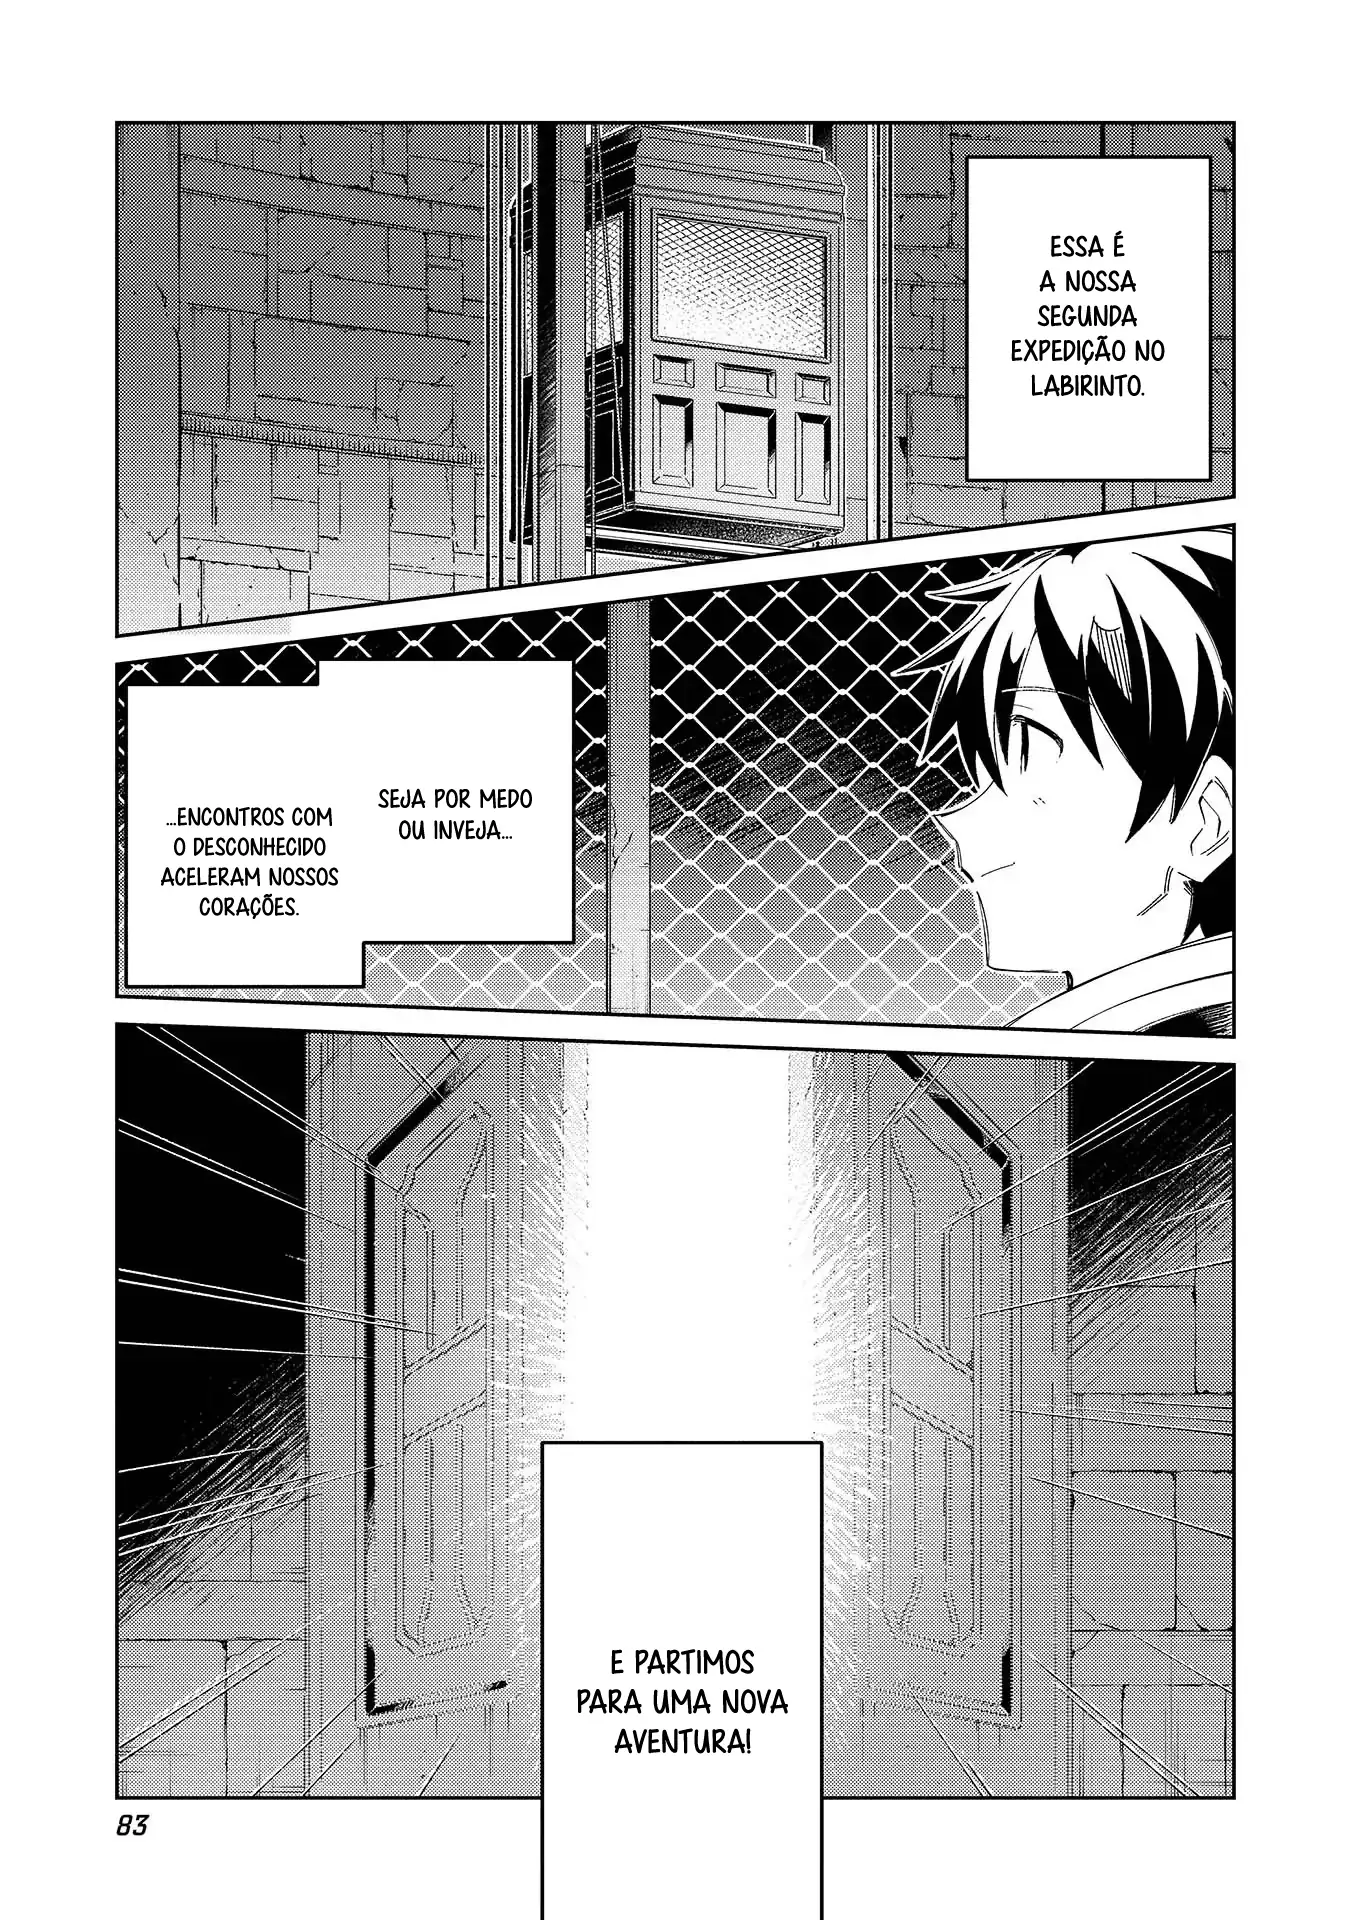 ESSA É
A NOSSA
SEGUNDA
EXPEDIÇÃO NO
LABIRINTO.
SEJA POR MEDO
OU INVEJA...
...ENCONTROS COM
O DESCONHECIDO
ACELERAM NOSSOS
CORAÇÕES.
E PARTIMOS
PARA UMA NOVA
AVENTURA!
83